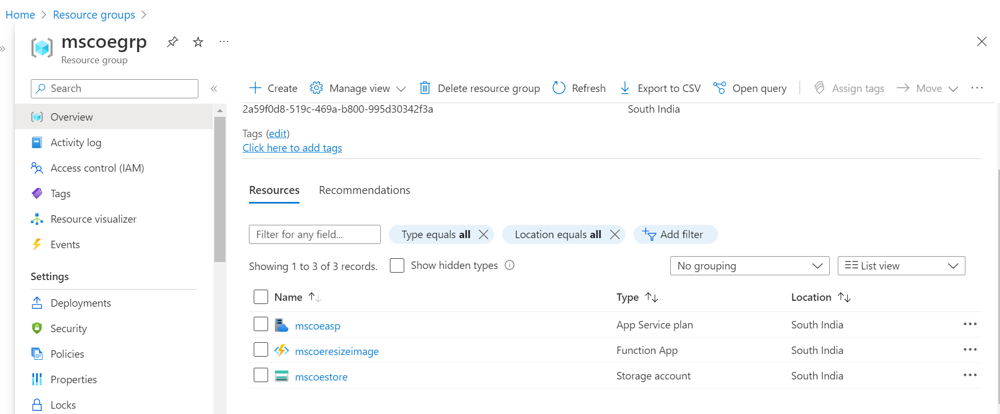 Home > Resource groups >
mscoegrp
Resource group
Search
Create Manage view Delete resource group Refresh Export to CSV Open query Assign tags Move
Overview
Activity log
Access control (IAM)
Tags
Resource visualizer
Events
Settings
Deployments
Security
Policies
Properties
Locks
2a59f0d8-519c-469a-b800-995d30342f3a South India
Tags (edit)
Click here to add tags
Resources Recommendations
Filter for any field... Type equals all Location equals all Add filter
Showing 1 to 3 of 3 records. Show hidden types No grouping List view
Name Type Location
mscoeasp App Service plan South India
mscoeresizeimage Function App South India
mscoestore Storage account South India